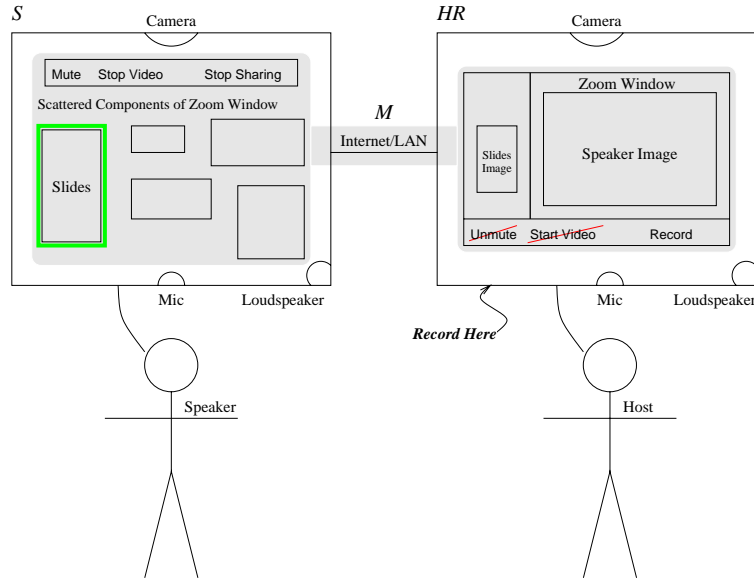 S
Camera
Mute Stop Video Stop Sharing
Scattered Components of Zoom Window
Slides
Mic
Loudspeaker
Speaker
M
Internet/LAN
HR
Camera
Zoom Window
Slides
Image
Speaker Image
Unmute Start Video Record
Mic
Loudspeaker
Record Here
Host